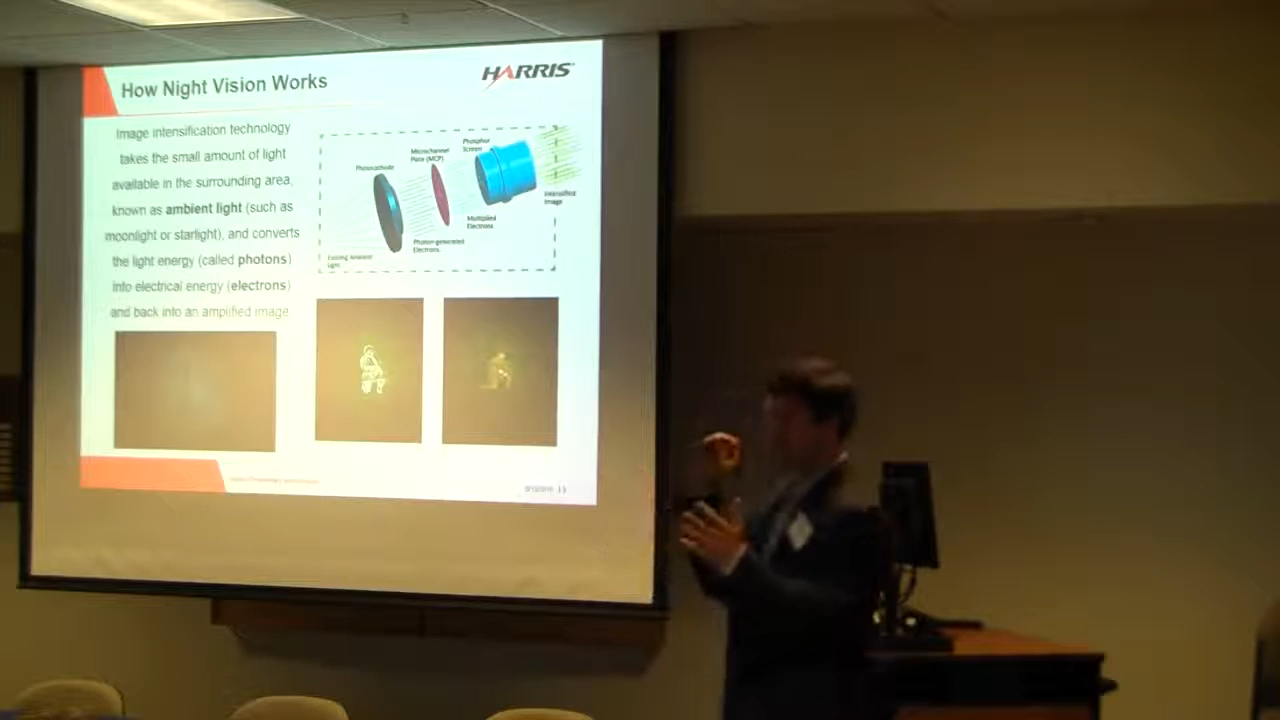 How Night Vision Works
HARRIS
Image intensification technology
takes the small amount of light
available in the surrounding area,
known as ambient light (such as
moonlight or starlight), and converts
the light energy (called photons)
into electrical energy (electrons)
and back into an amplified image
Photocathode
Microchannel
Plate (MCP)
Phosphor
Screen
Intensified
Image
Multiplied
Electrons
Photon-generated
Electrons
Existing Ambient
Light